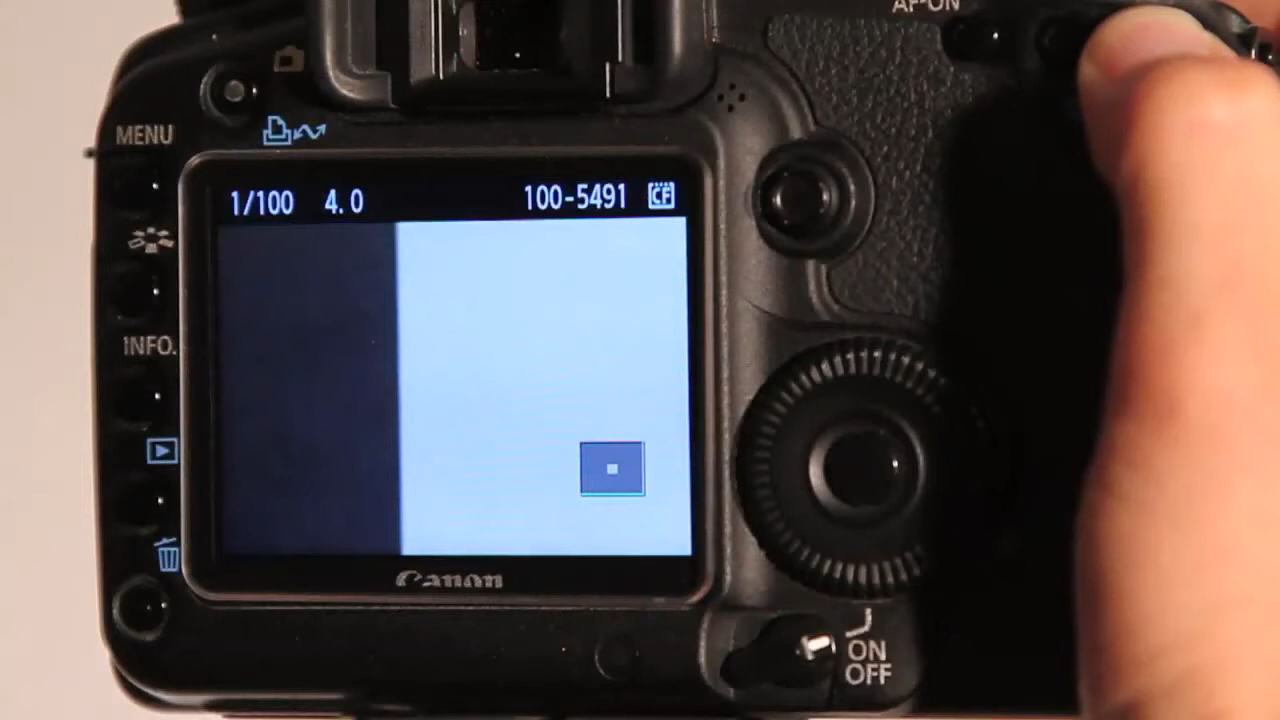 AF-ON
MENU
1/100 4.0 100-5491 CF
INFO.
Canon
ON
OFF